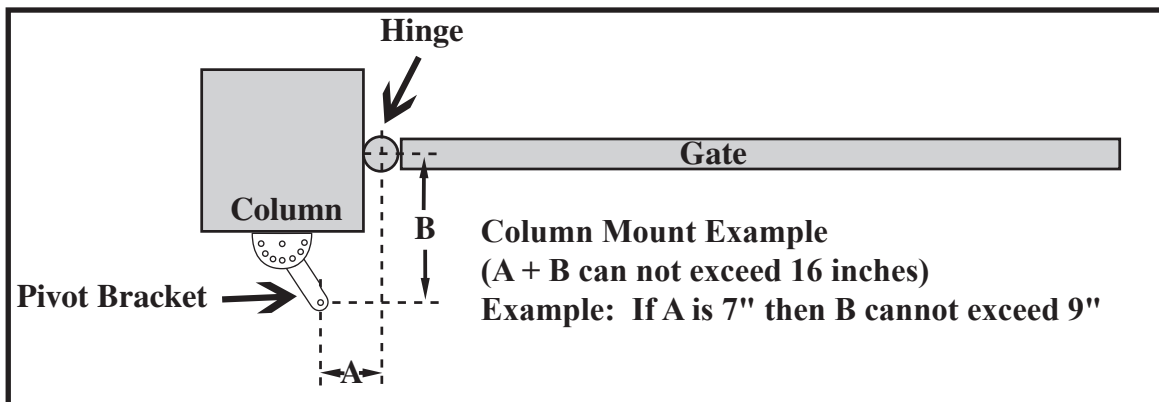 Hinge
Gate
Column
B
Column Mount Example
(A + B can not exceed 16 inches)
Pivot Bracket
Example: If A is 7" then B cannot exceed 9"
A